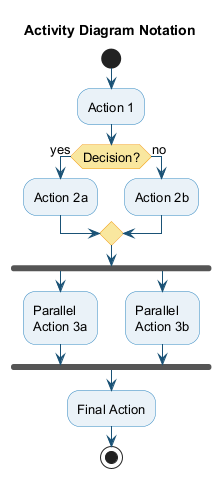 Activity Diagram Notation
Action 1
Decision?
yes
no
Action 2a
Action 2b
Parallel
Action 3a
Parallel
Action 3b
Final Action